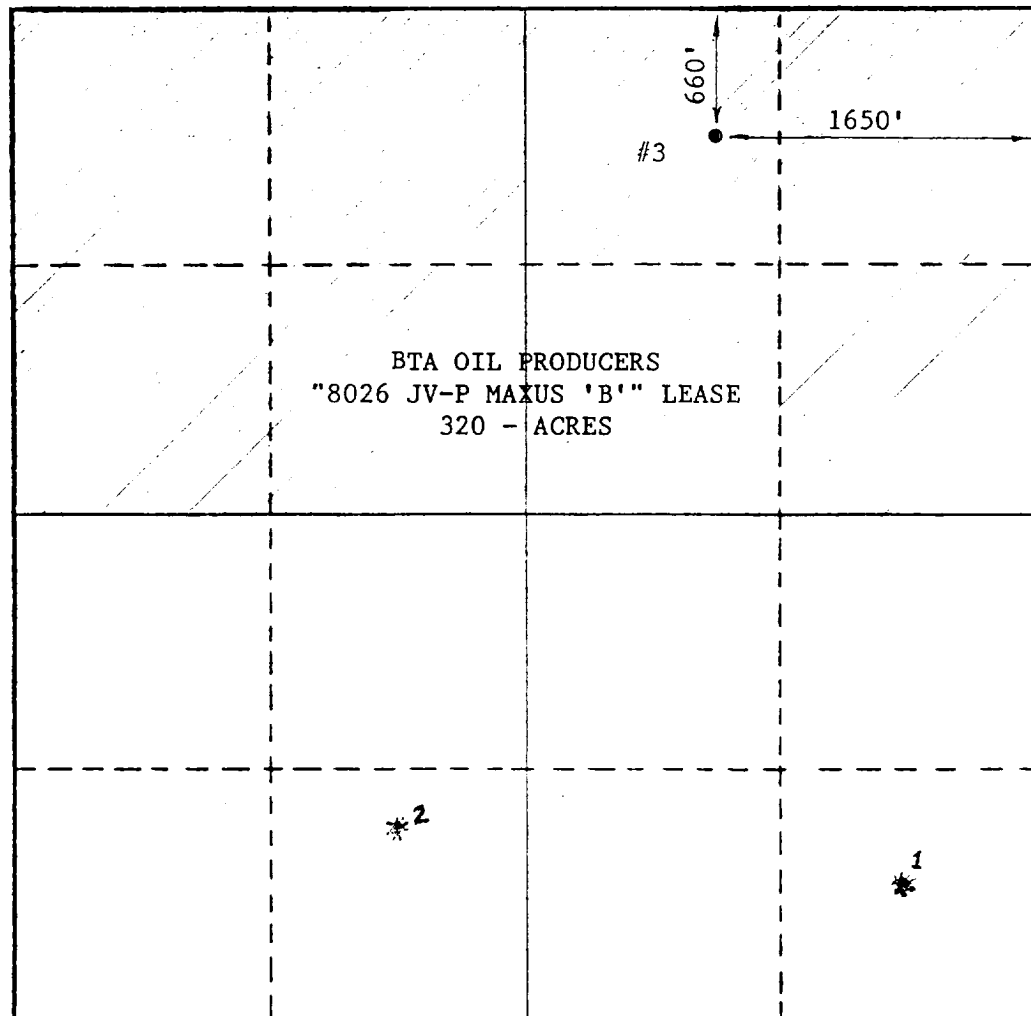 660'
1650'
#3
BTA OIL PRODUCERS
"8026 JV-P MAXUS 'B'" LEASE
320 - ACRES
2
1